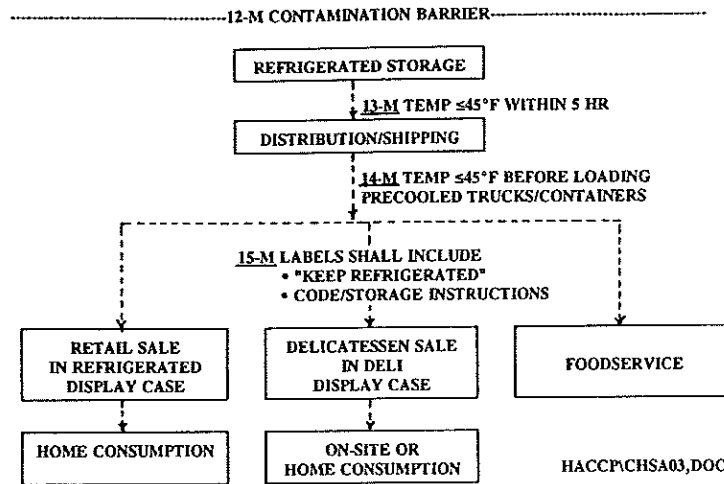 12-M CONTAMINATION BARRIER
REFRIGERATED STORAGE
13-M TEMP ≤45°F WITHIN 5 HR
DISTRIBUTION/SHIPPING
14-M TEMP ≤45°F BEFORE LOADING
PRECOOLED TRUCKS/CONTAINERS
15-M LABELS SHALL INCLUDE
• "KEEP REFRIGERATED"
• CODE/STORAGE INSTRUCTIONS
RETAIL SALE
IN REFRIGERATED
DISPLAY CASE
DELICATESSEN SALE
IN DELI
DISPLAY CASE
FOODSERVICE
HOME CONSUMPTION
ON-SITE OR
HOME CONSUMPTION
HACCP\CHSA03,DOC